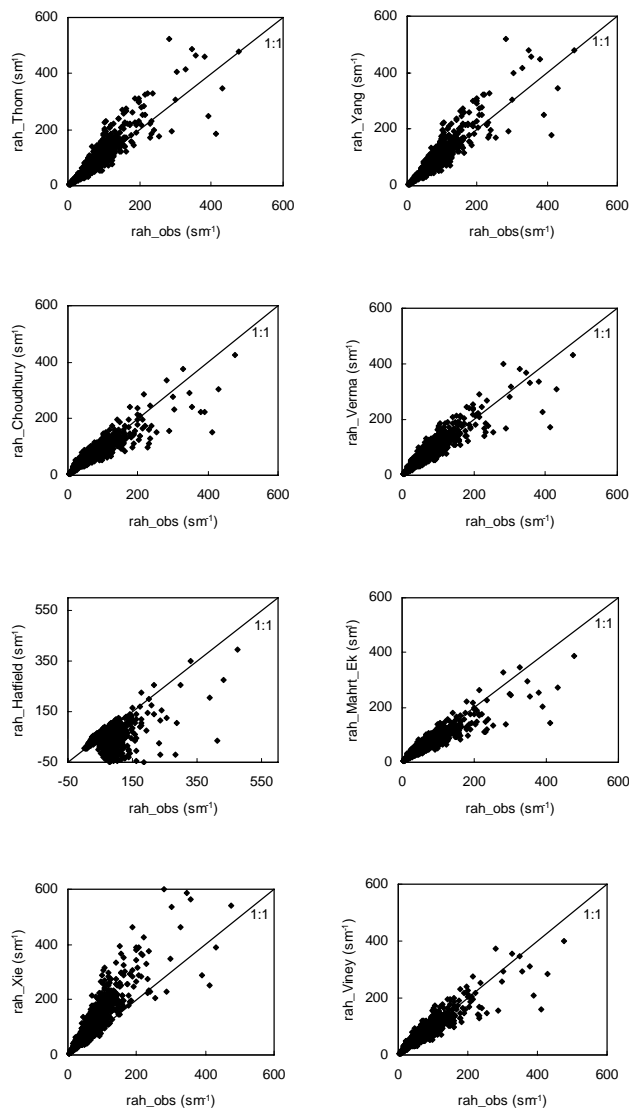 600
400
200
0
rah_Thom (sm-1)
1:1
0 200 400 600
rah_obs (sm-1)
600
400
200
0
rah_Yang (sm-1)
1:1
0 200 400 600
rah_obs(sm-1)
600
400
200
0
rah_Choudhury (sm-1)
1:1
0 200 400 600
rah_obs (sm-1)
600
400
200
0
rah_Verma (sm-1)
1:1
0 200 400 600
rah_obs (sm-1)
550
350
150
-50
rah_Hatfield (sm-1)
1:1
-50 150 350 550
rah_obs (sm-1)
600
400
200
0
rah_Mahrt_Ek (sm-1)
1:1
0 200 400 600
rah_obs (sm-1)
600
400
200
0
rah_Xie (sm-1)
1:1
0 200 400 600
rah_obs (sm-1)
600
400
200
0
rah_Viney (sm-1)
1:1
0 200 400 600
rah_obs (sm-1)